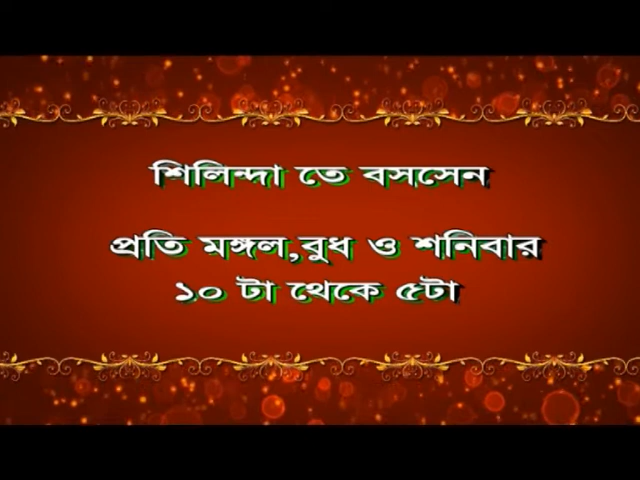 শিলিন্দা তে বসসেন
প্রতি মঙ্গল,বুধ ও শনিবার
১০ টা থেকে ৫টা